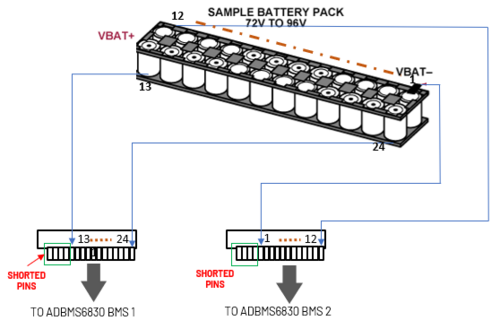 SAMPLE BATTERY PACK
72V TO 96V
12
VBAT+
VBAT–
1
13
24
13 24
1 12
SHORTED
PINS
SHORTED
PINS
TO ADBMS6830 BMS 1
TO ADBMS6830 BMS 2